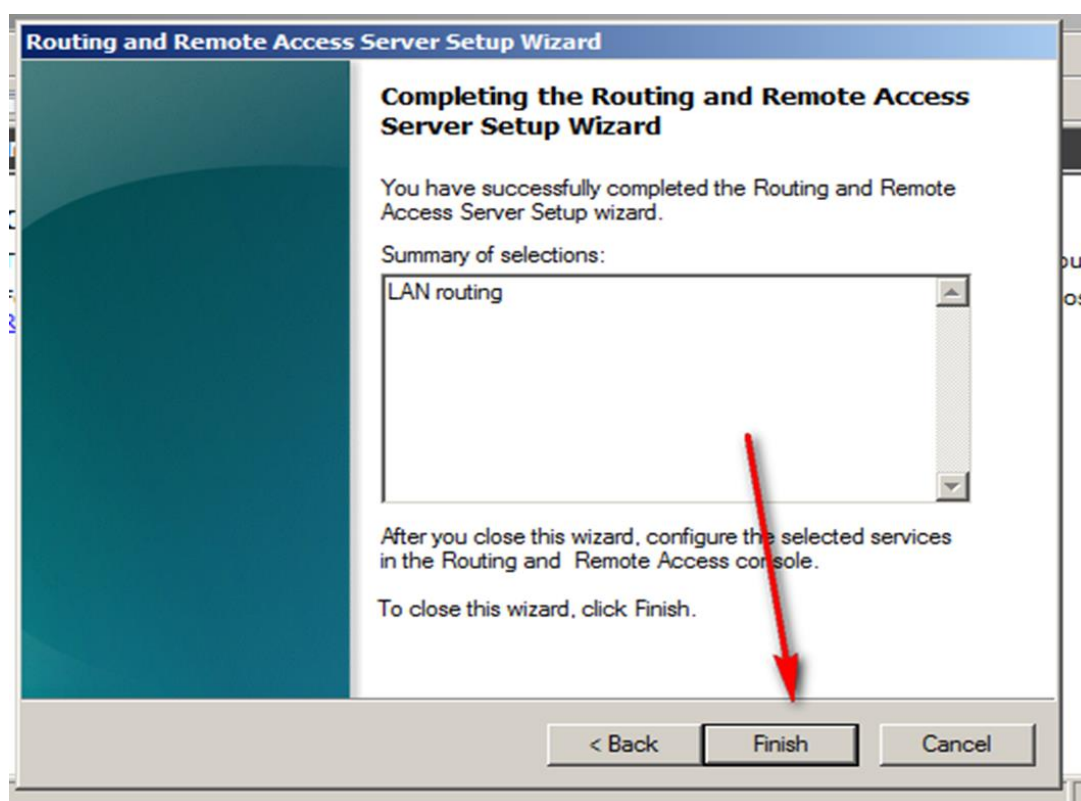 Routing and Remote Access Server Setup Wizard
Completing the Routing and Remote Access
Server Setup Wizard
You have successfully completed the Routing and Remote
Access Server Setup wizard.
Summary of selections:
LAN routing
After you close this wizard, configure the selected services
in the Routing and  Remote Access console.
To close this wizard, click Finish.
< Back
Finish
Cancel